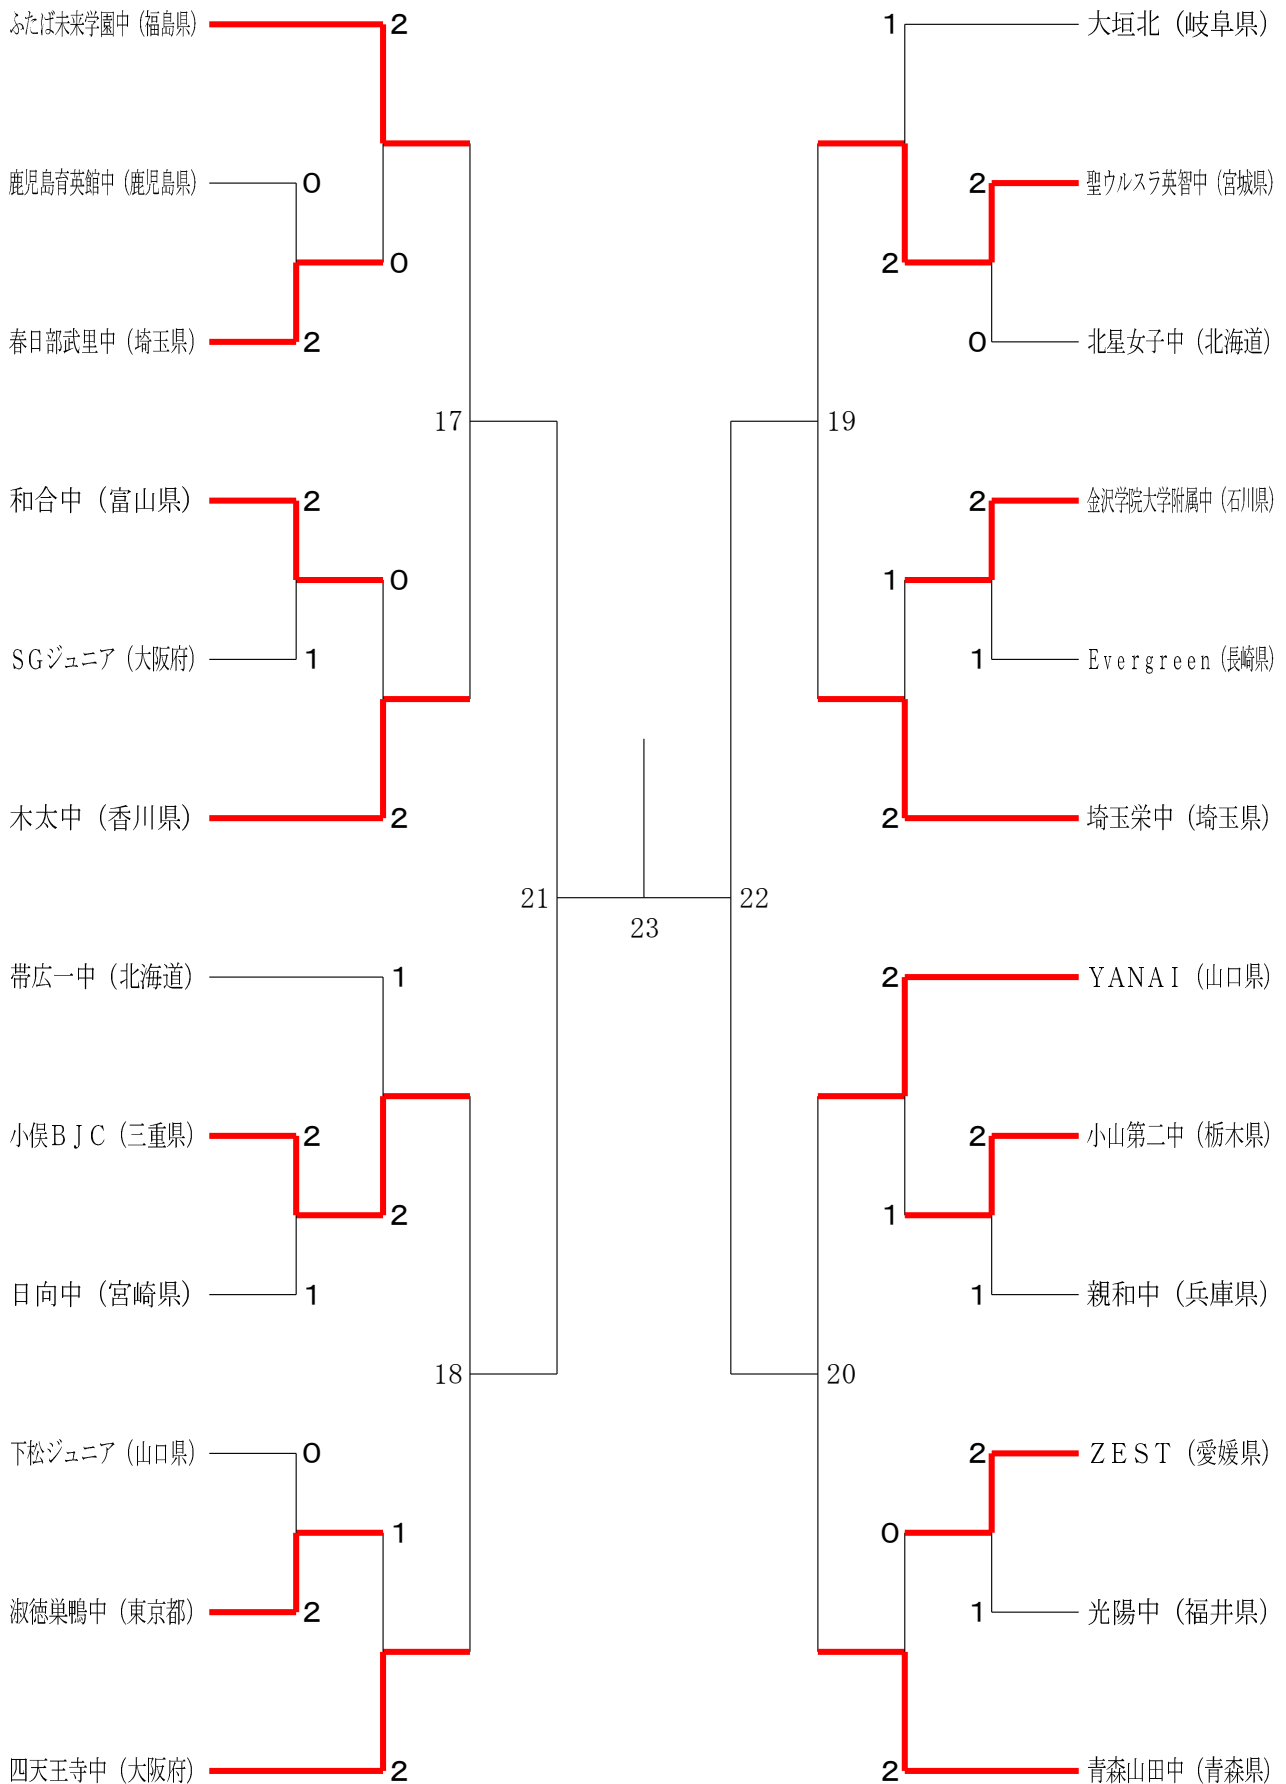 ふたば未来学園中（福島県）
2
鹿児島育英館中（鹿児島県）
0
0
春日部武里中（埼玉県）
2
17
和合中（富山県）
2
0
ＳＧジュニア（大阪府）
1
木太中（香川県）
2
21
帯広一中（北海道）
1
小俣ＢＪＣ（三重県）
2
2
日向中（宮崎県）
1
18
下松ジュニア（山口県）
0
1
淑徳巣鴨中（東京都）
2
四天王寺中（大阪府）
2
23
1
大垣北（岐阜県）
2
聖ウルスラ英智中（宮城県）
2
0
北星女子中（北海道）
19
2
金沢学院大学附属中（石川県）
1
1
Ｅｖｅｒｇｒｅｅｎ（長崎県）
2
埼玉栄中（埼玉県）
22
2
ＹＡＮＡＩ（山口県）
2
小山第二中（栃木県）
1
1
親和中（兵庫県）
20
2
ＺＥＳＴ（愛媛県）
0
1
光陽中（福井県）
2
青森山田中（青森県）